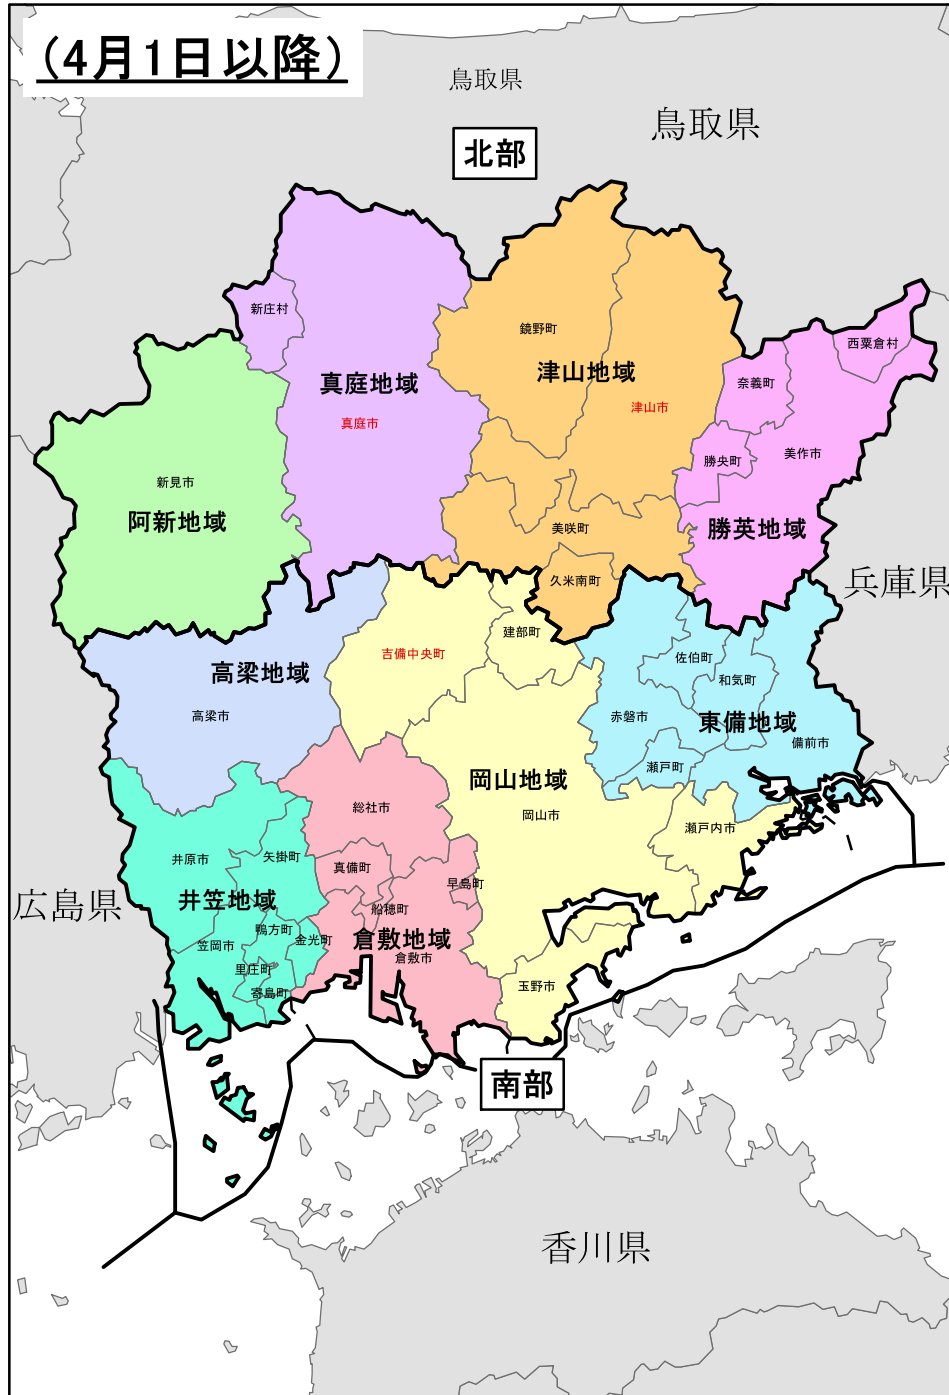 (4月1日以降)
鳥取県
鳥取県
北部
新庄村
鏡野町
西粟倉村
真庭地域
津山地域
奈義町
真庭市
津山市
勝央町
美作市
新見市
阿新地域
美咲町
勝英地域
久米南町
兵庫県
建部町
吉備中央町
佐伯町
高梁地域
和気町
高梁市
赤磐市
東備地域
備前市
瀬戸町
岡山地域
総社市
岡山市
瀬戸内市
井原市
矢掛町
真備町
早島町
広島県
井笠地域
船穂町
鴨方町
金光町
倉敷地域
笠岡市
倉敷市
里庄町
玉野市
寄島町
南部
香川県